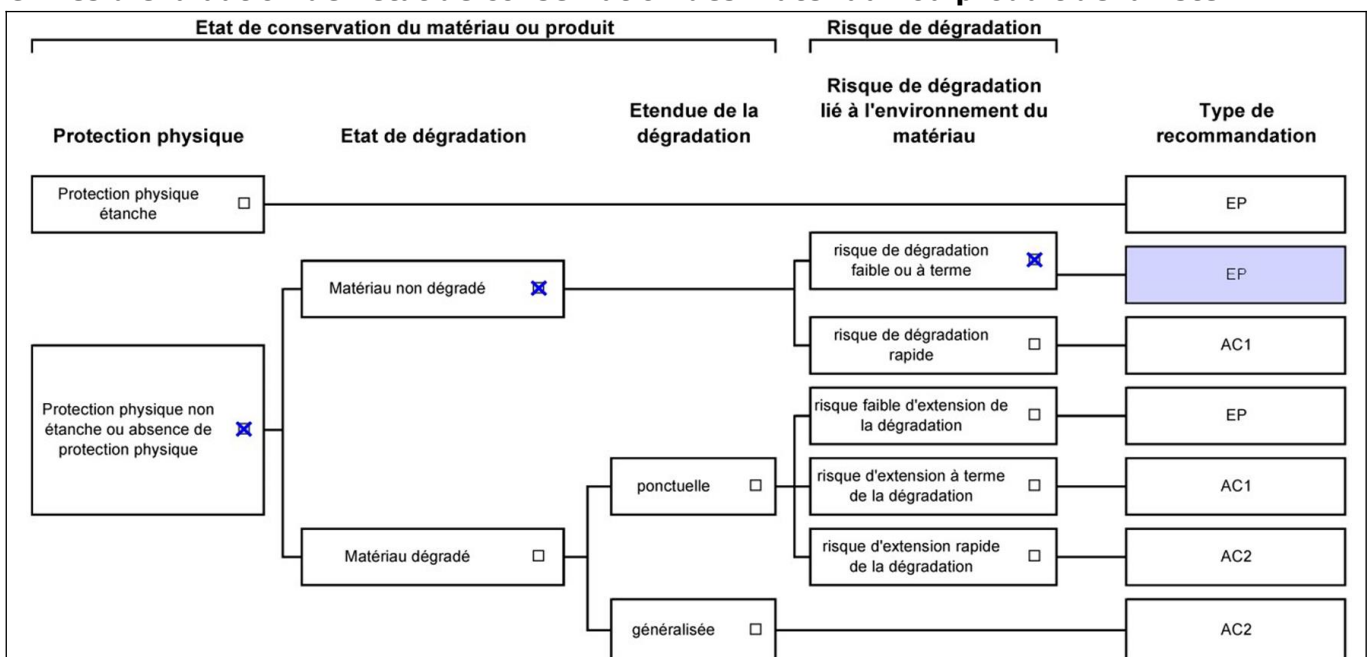 Etat de conservation du matériau ou produit
Risque de dégradation
Protection physique
Etat de dégradation
Etendue de la
dégradation
Risque de dégradation
lié à l'environnement du
matériau
Type de
recommandation
Protection physique
étanche
EP
risque de dégradation
faible ou à terme
EP
Matériau non dégradé
risque de dégradation
rapide
AC1
Protection physique non
étanche ou absence de
protection physique
risque faible d'extension de
la dégradation
EP
ponctuelle
risque d'extension à terme
de la dégradation
AC1
Matériau dégradé
risque d'extension rapide
de la dégradation
AC2
généralisée
AC2